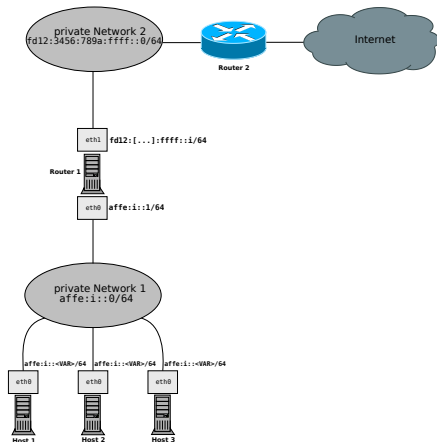 private Network 2
fd12:3456:789a:ffff::0/64
Internet
Router 2
eth1
fd12:[...]:ffff::i/64
Router 1
eth0
affe:i::1/64
private Network 1
affe:i::0/64
affe:i::<VAR>/64
affe:i::<VAR>/64
affe:i::<VAR>/64
eth0
eth0
eth0
Host 1
Host 2
Host 3